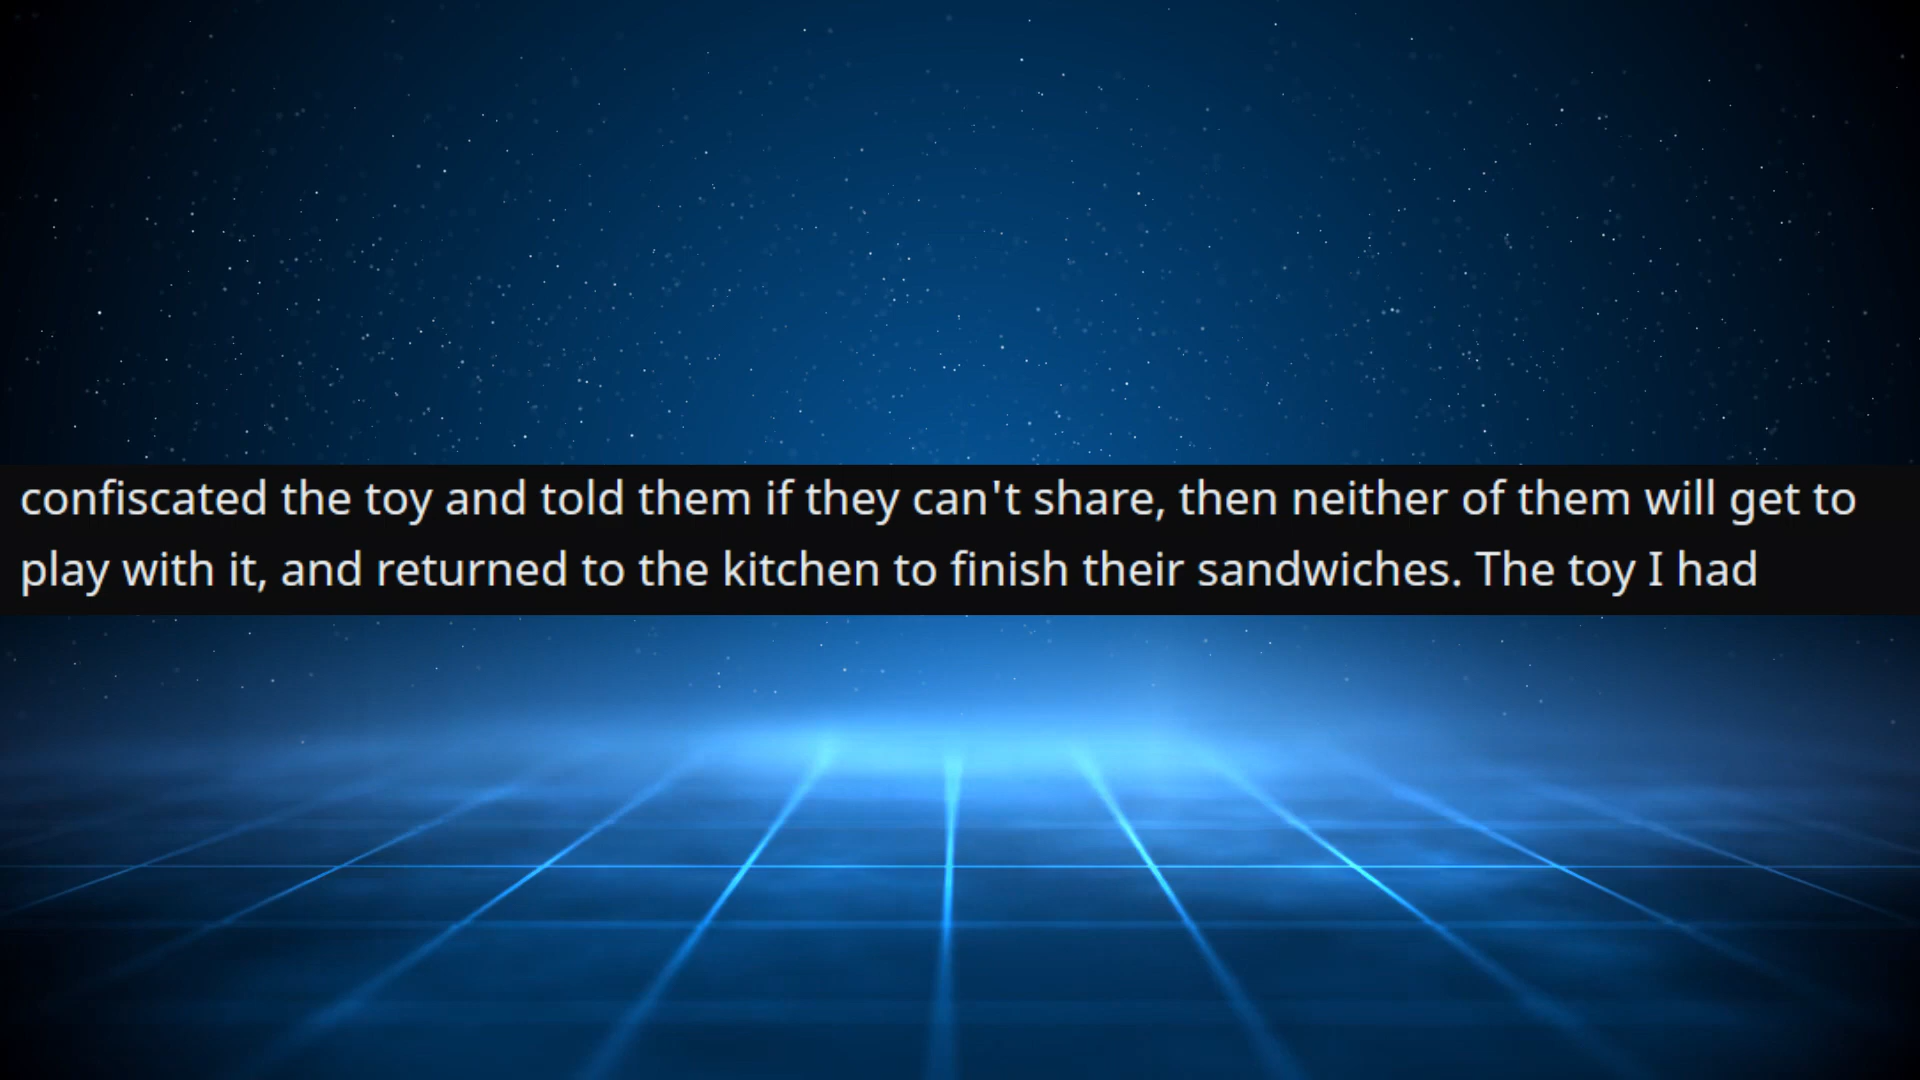 confiscated the toy and told them if they can't share, then neither of them will get to
play with it, and returned to the kitchen to finish their sandwiches. The toy I had